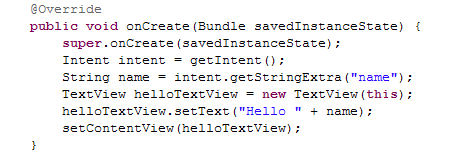 @Override
public void onCreate(Bundle savedInstanceState) {
    super.onCreate(savedInstanceState);
    Intent intent = getIntent();
    String name = intent.getStringExtra("name");
    TextView helloTextView = new TextView(this);
    helloTextView.setText("Hello " + name);
    setContentView(helloTextView);
}